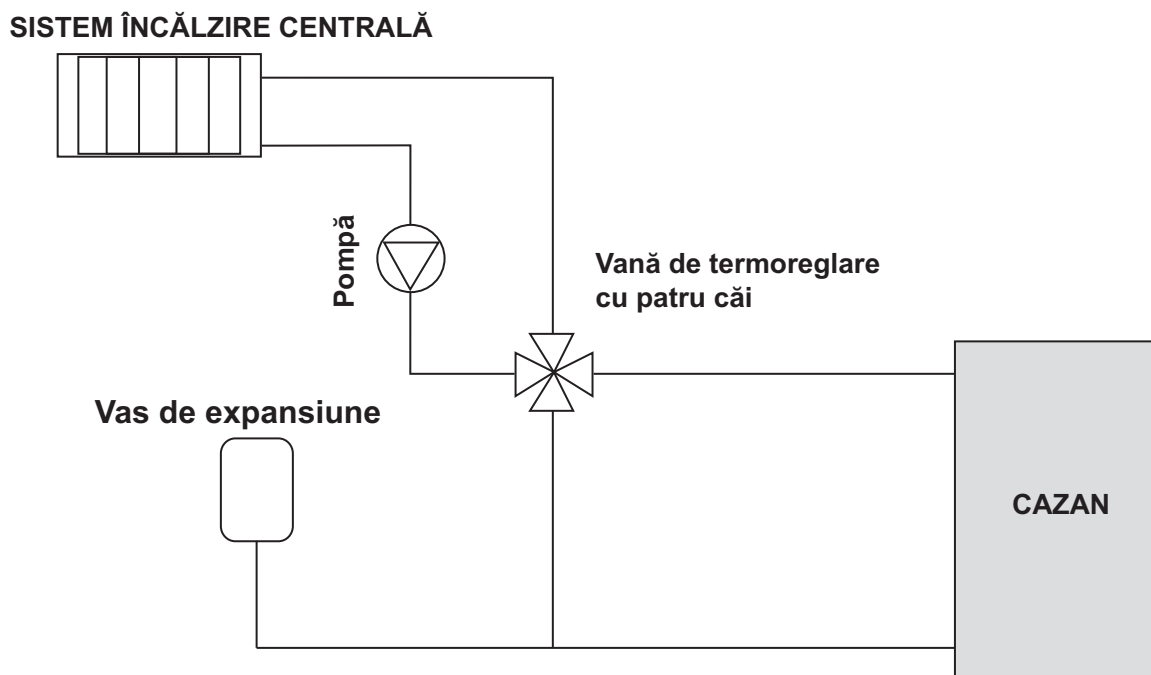 SISTEM ÎNCĂLZIRE CENTRALĂ
Pompă
Vană de termoreglare
cu patru căi
Vas de expansiune
CAZAN